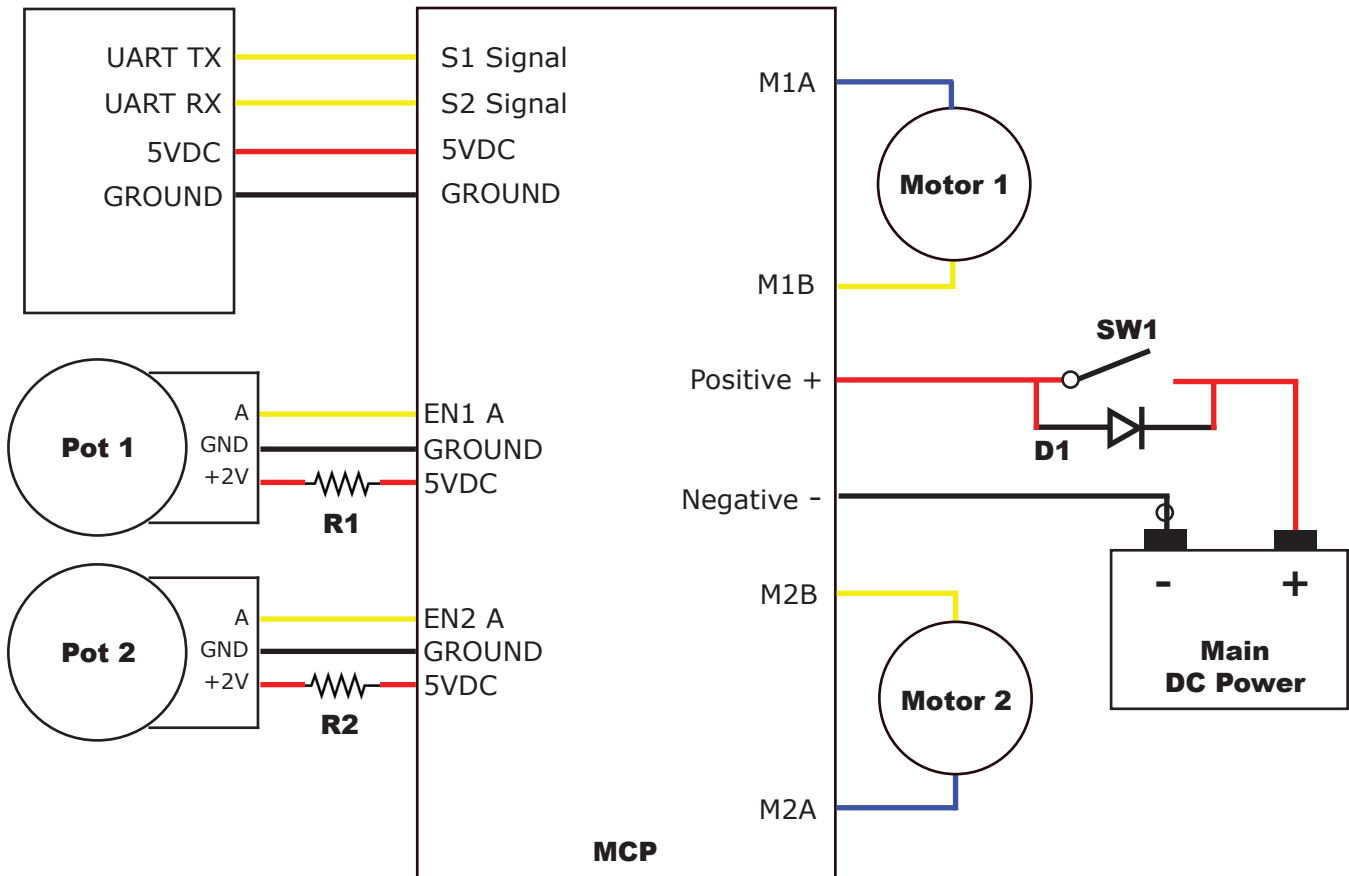 UART TX
UART RX
5VDC
GROUND
S1 Signal
S2 Signal
5VDC
GROUND
M1A
Motor 1
M1B
SW1
Positive +
D1
Negative -
- +
Main
DC Power
M2B
Motor 2
M2A
Pot 1
A
GND
+2V
R1
EN1 A
GROUND
5VDC
Pot 2
A
GND
+2V
R2
EN2 A
GROUND
5VDC
MCP